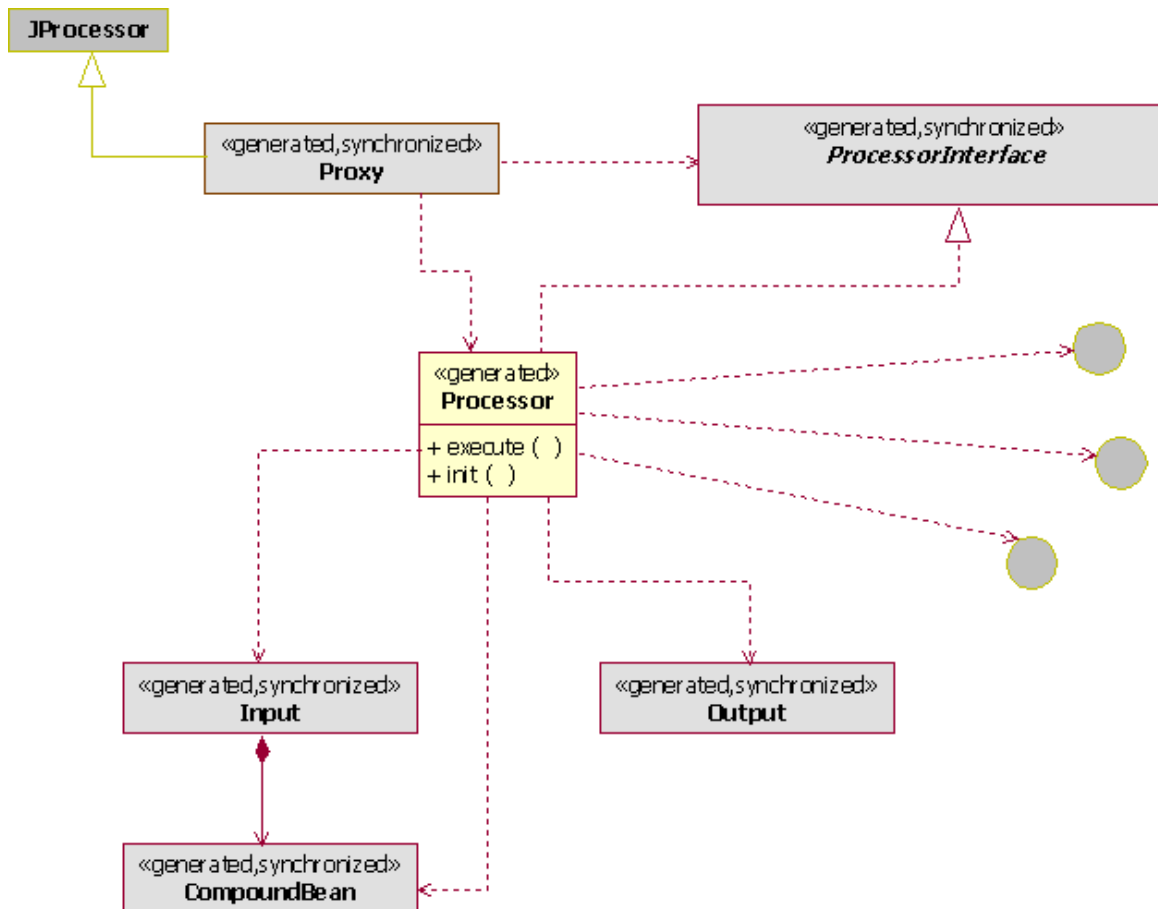 JProcessor
«generated,synchronized»
Proxy
«generated,synchronized»
ProcessorInterface
«generated»
Processor
+ execute ( )
+ init ( )
«generated,synchronized»
Input
«generated,synchronized»
Output
«generated,synchronized»
CompoundBean